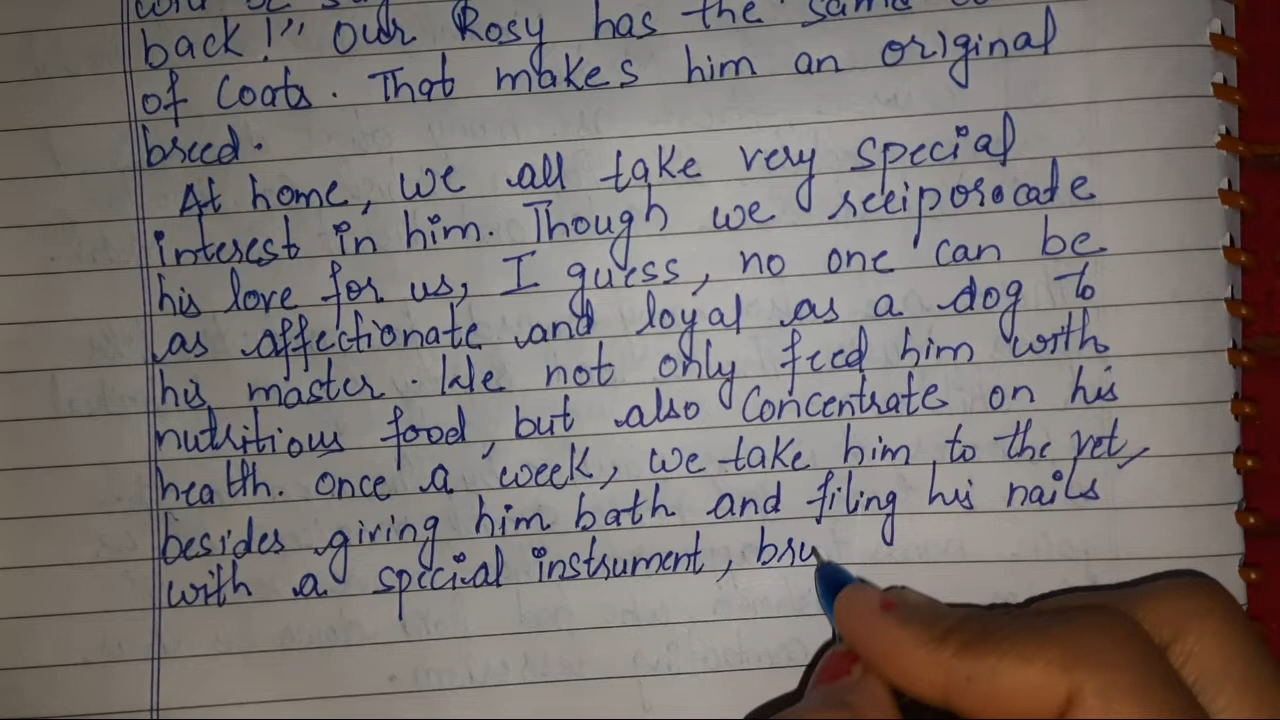 back!" Our Rosy has the same
of Coats. That makes him an original
breed.
At home, we all take very special
interest in him. Though we reciporocate
his love for us, I guess, no one can be
as affectionate and loyal as a dog to
his master. We not only feed him with
nutritious food, but also Concentrate on his
health. once a week, we take him to the vet,
besides giving him bath and filing his nails
with a special instrument, bru